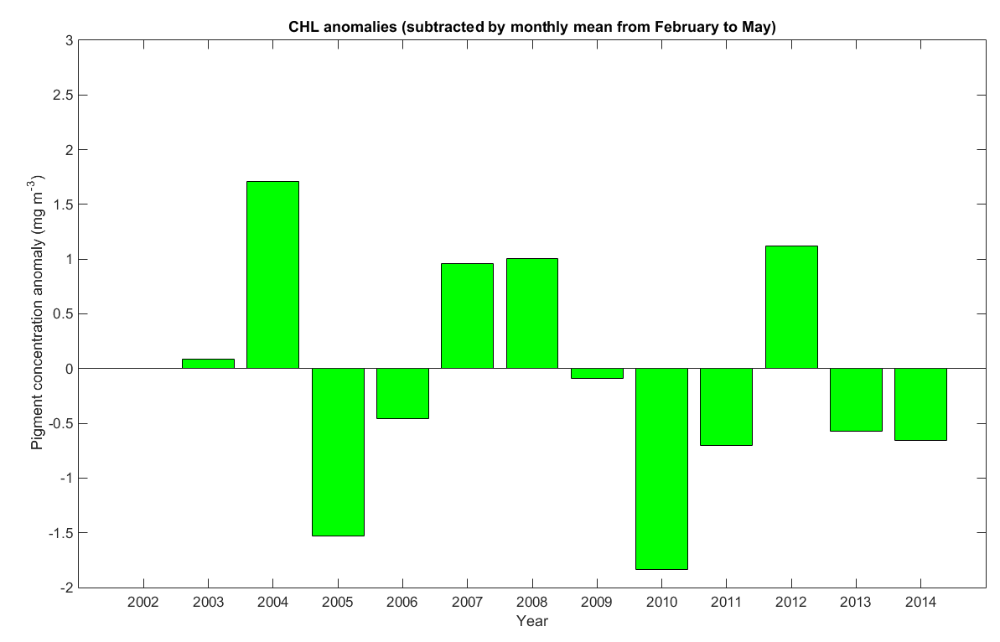 CHL anomalies (subtracted by monthly mean from February to May)
3
2.5
2
1.5
1
0.5
0
-0.5
-1
-1.5
-2
Pigment concentration anomaly (mg m⁻³)
2002 2003 2004 2005 2006 2007 2008 2009 2010 2011 2012 2013 2014
Year